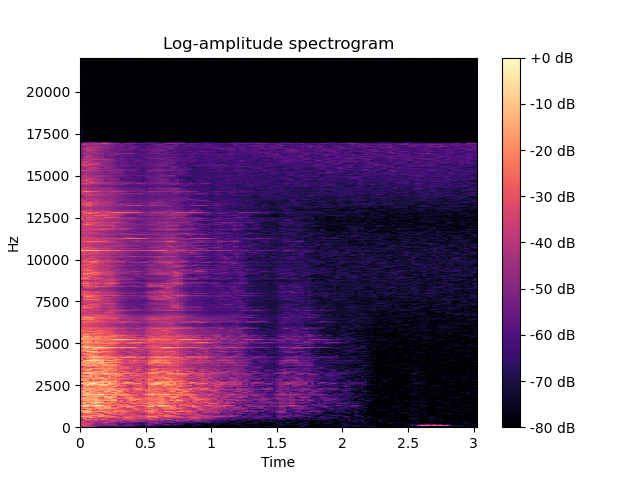 Log-amplitude spectrogram
Hz
20000
17500
15000
12500
10000
7500
5000
2500
0
0 0.5 1 1.5 2 2.5 3
Time
+0 dB
-10 dB
-20 dB
-30 dB
-40 dB
-50 dB
-60 dB
-70 dB
-80 dB